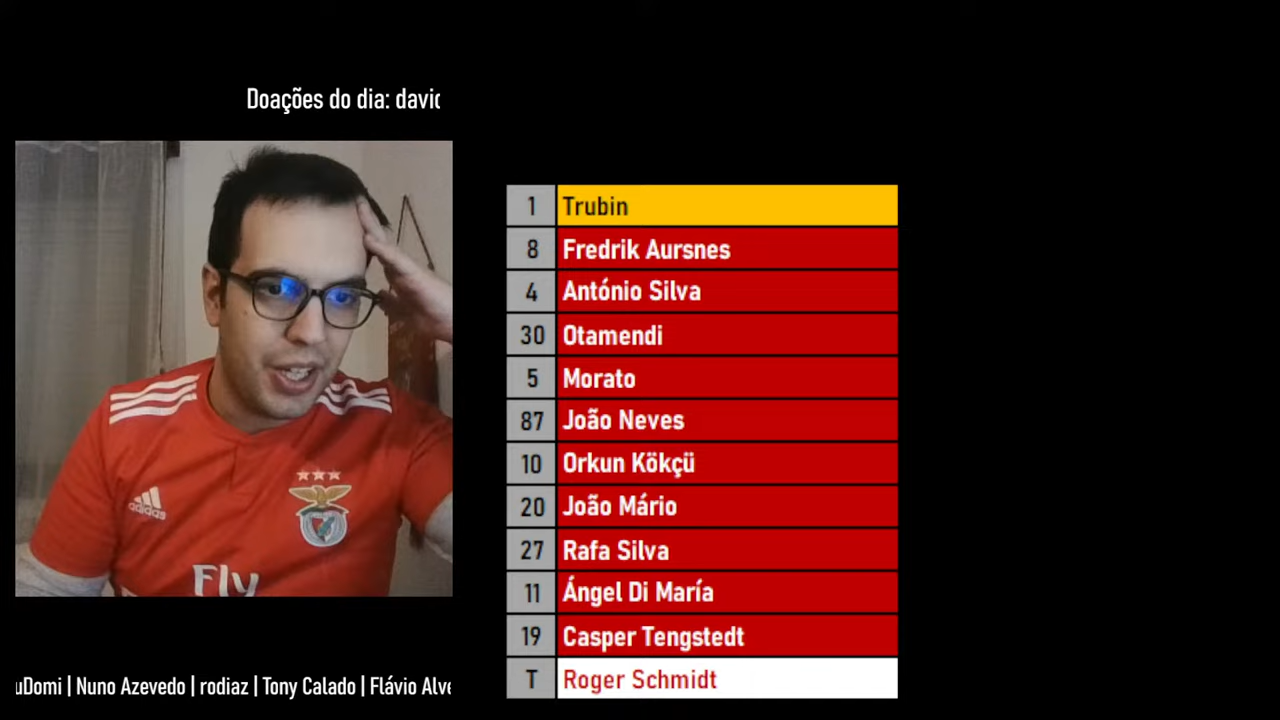 Doações do dia: davic
1 Trubin
8 Fredrik Aursnes
4 António Silva
30 Otamendi
5 Morato
87 João Neves
10 Orkun Kökçü
20 João Mário
27 Rafa Silva
11 Ángel Di María
19 Casper Tengstedt
T Roger Schmidt
adidas
Fly
uDomi | Nuno Azevedo | rodiaz | Tony Calado | Flávio Alve